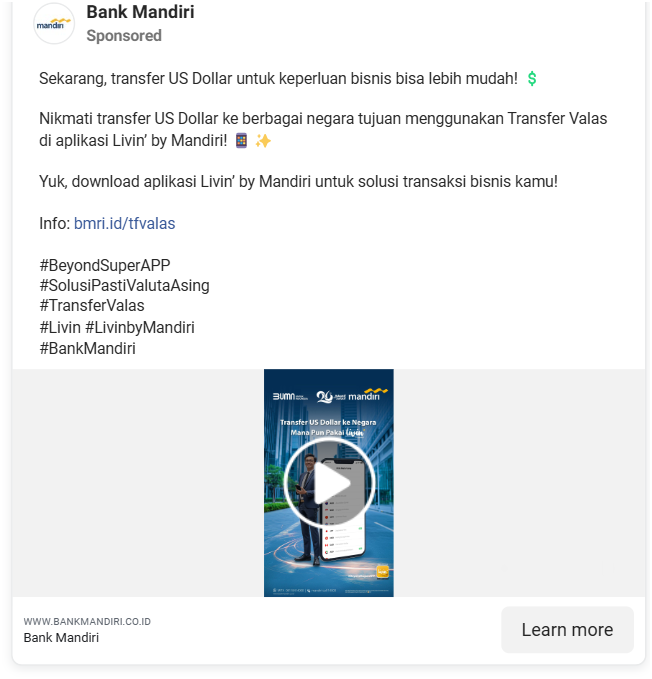 mandiri
Bank Mandiri
Sponsored
Sekarang, transfer US Dollar untuk keperluan bisnis bisa lebih mudah! 💲
Nikmati transfer US Dollar ke berbagai negara tujuan menggunakan Transfer Valas
di aplikasi Livin’ by Mandiri! 📱 ✨
Yuk, download aplikasi Livin’ by Mandiri untuk solusi transaksi bisnis kamu!
Info: bmri.id/tfvalas
#BeyondSuperAPP
#SolusiPastiValutaAsing
#TransferValas
#Livin #LivinbyMandiri
#BankMandiri
BUMN mandiri
Transfer US Dollar ke Negara
Mana Pun Pakai Livin'
WWW.BANKMANDIRI.CO.ID
Bank Mandiri
Learn more